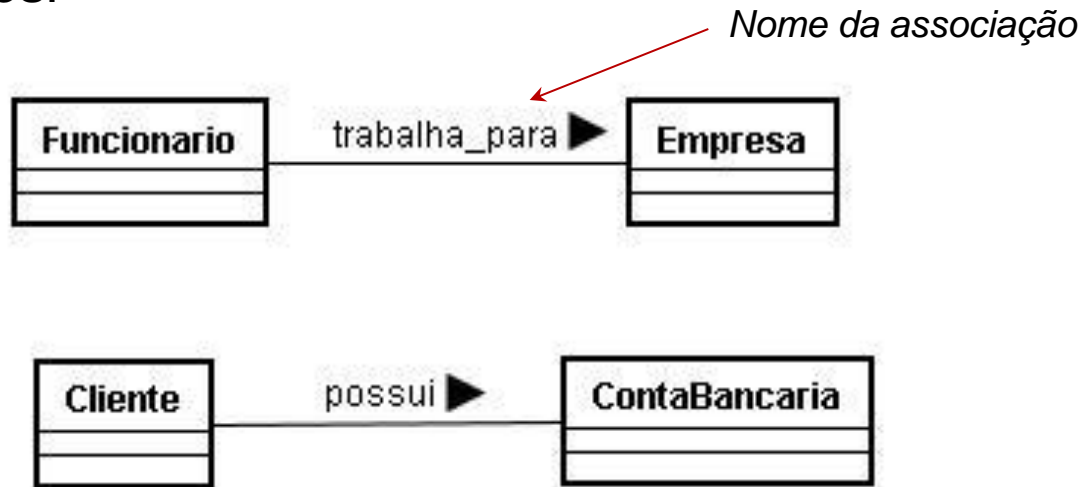 Nome da associação
Funcionario
trabalha_para
Empresa
Cliente
possui
ContaBancaria